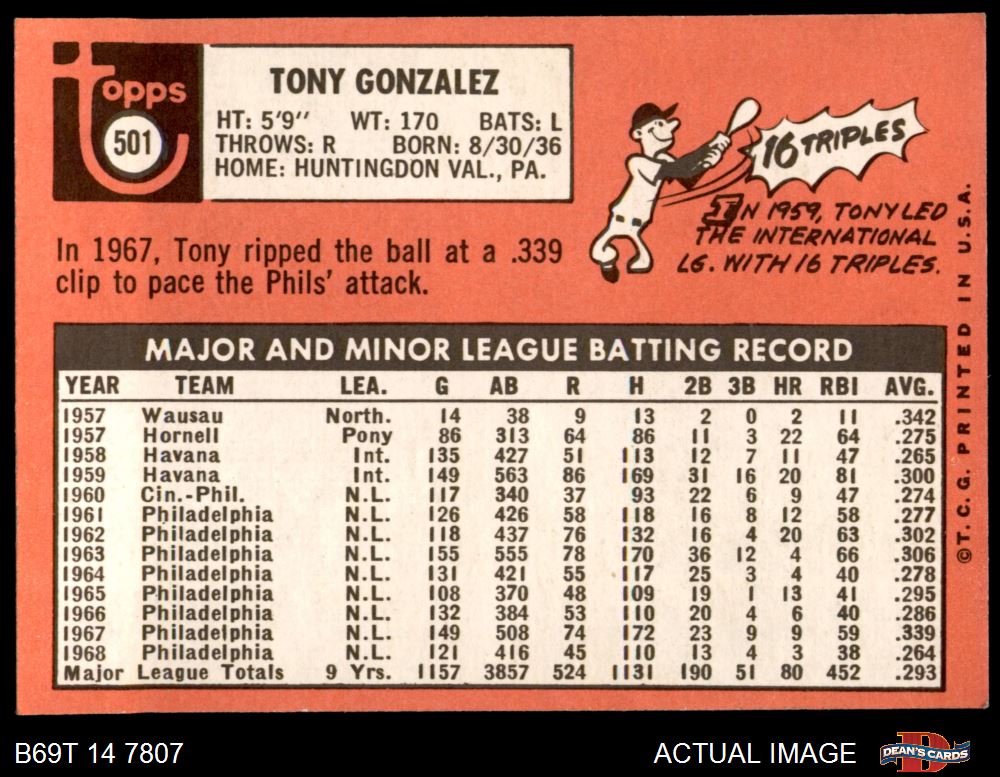 topps
501
TONY GONZALEZ
HT: 5'9'' WT: 170 BATS: L
THROWS: R BORN: 8/30/36
HOME: HUNTINGDON VAL., PA.
In 1967, Tony ripped the ball at a .339
clip to pace the Phils' attack.
16 TRIPLES
IN 1959, TONY LED
THE INTERNATIONAL
LG. WITH 16 TRIPLES.
MAJOR AND MINOR LEAGUE BATTING RECORD
YEAR TEAM LEA. G AB R H 2B 3B HR RBI AVG.
1957 Wausau North. 14 38 9 13 2 0 2 11 .342
1957 Hornell Pony 86 313 64 86 11 3 22 64 .275
1958 Havana Int. 135 427 51 113 12 7 11 47 .265
1959 Havana Int. 149 563 86 169 31 16 20 81 .300
1960 Cin.-Phil. N.L. 117 340 37 93 22 6 9 47 .274
1961 Philadelphia N.L. 126 426 58 118 16 8 12 58 .277
1962 Philadelphia N.L. 118 437 76 132 16 4 20 63 .302
1963 Philadelphia N.L. 155 555 78 170 36 12 4 66 .306
1964 Philadelphia N.L. 131 421 55 117 25 3 4 40 .278
1965 Philadelphia N.L. 108 370 48 109 19 1 13 41 .295
1966 Philadelphia N.L. 132 384 53 110 20 4 6 40 .286
1967 Philadelphia N.L. 149 508 74 172 23 9 9 59 .339
1968 Philadelphia N.L. 121 416 45 110 13 4 3 38 .264
Major League Totals 9 Yrs. 1157 3857 524 1131 190 51 80 452 .293
©T.C.G. PRINTED IN U.S.A.
B69T 14 7807
ACTUAL IMAGE
DEAN'S CARDS